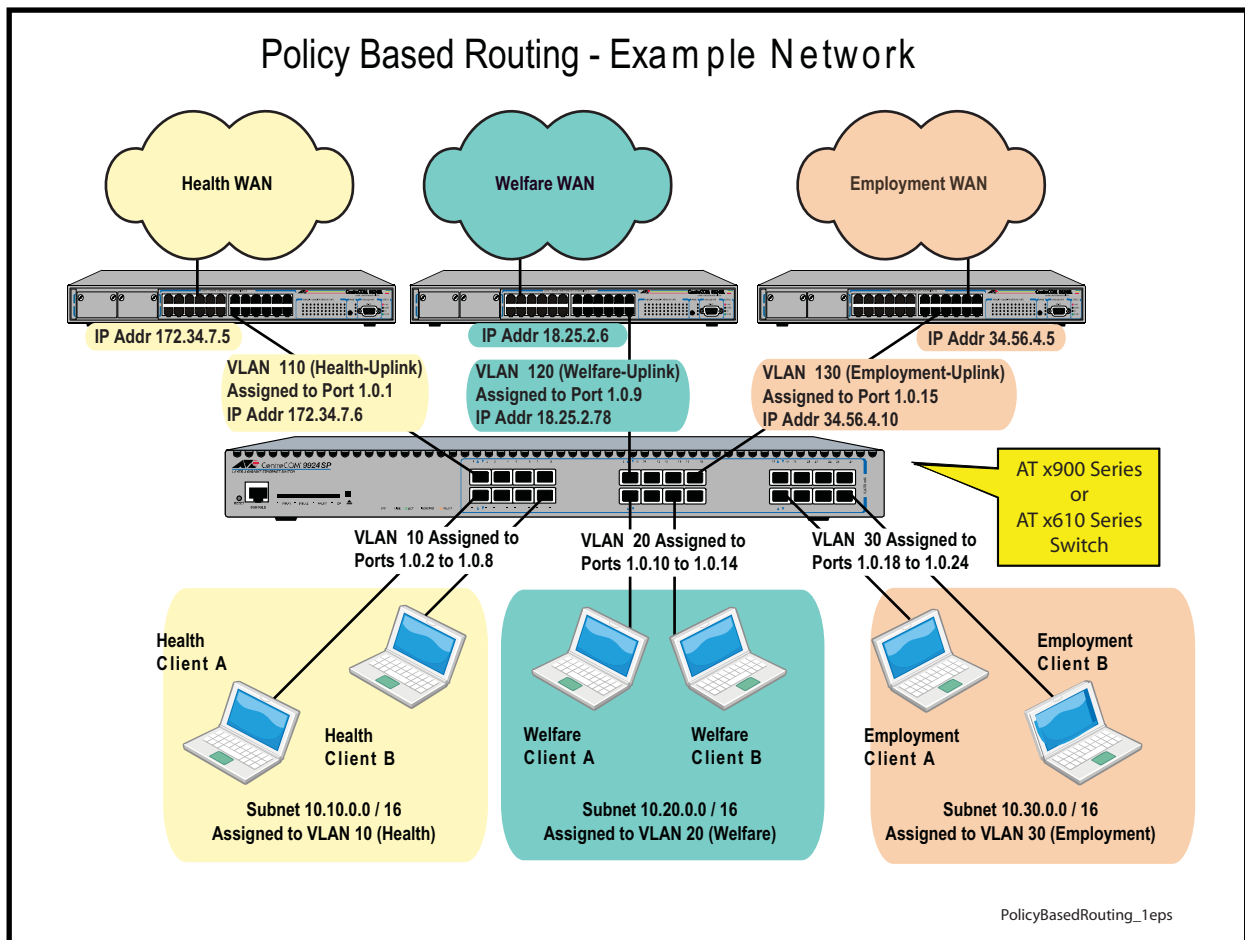 Policy Based Routing - Example Network
Health WAN
Welfare WAN
Employment WAN
IP Addr 172.34.7.5
IP Addr 18.25.2.6
IP Addr 34.56.4.5
VLAN 110 (Health-Uplink)
Assigned to Port 1.0.1
IP Addr 172.34.7.6
VLAN 120 (Welfare-Uplink)
Assigned to Port 1.0.9
IP Addr 18.25.2.78
VLAN 130 (Employment-Uplink)
Assigned to Port 1.0.15
IP Addr 34.56.4.10
CentreCOM 9924SP
AT x900 Series
or
AT x610 Series
Switch
VLAN 10 Assigned to
Ports 1.0.2 to 1.0.8
VLAN 20 Assigned to
Ports 1.0.10 to 1.0.14
VLAN 30 Assigned to
Ports 1.0.18 to 1.0.24
Health
Client A
Health
Client B
Welfare
Client A
Welfare
Client B
Employment
Client A
Employment
Client B
Subnet 10.10.0.0 / 16
Assigned to VLAN 10 (Health)
Subnet 10.20.0.0 / 16
Assigned to VLAN 20 (Welfare)
Subnet 10.30.0.0 / 16
Assigned to VLAN 30 (Employment)
PolicyBasedRouting_1eps